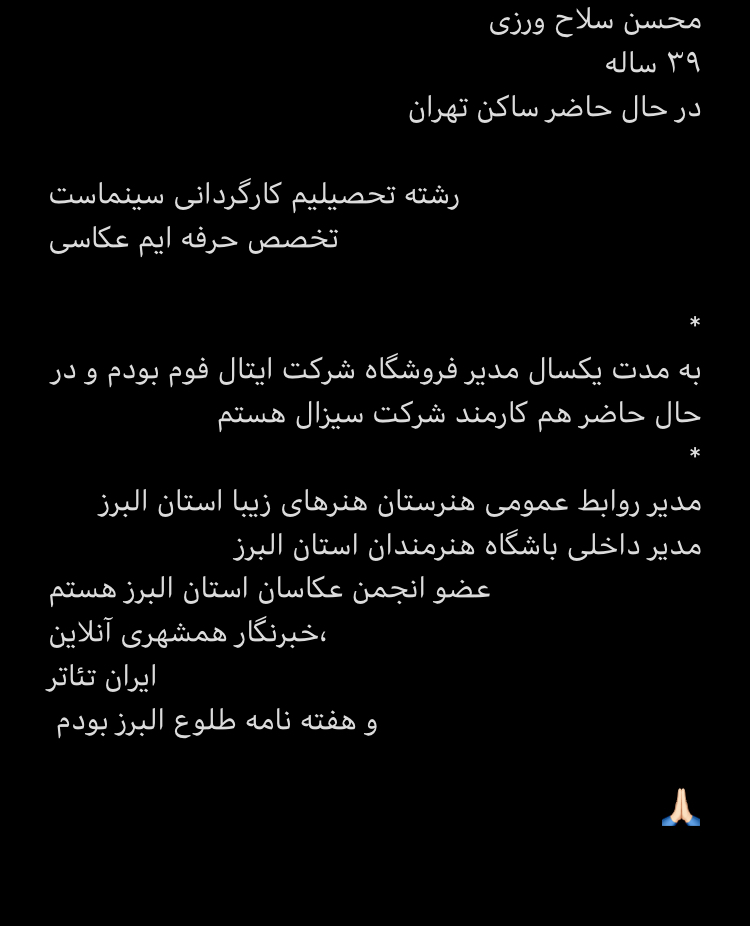 محسن سلاح ورزی
۳۹ ساله
در حال حاضر ساکن تهران
رشته تحصیلیم کارگردانی سینماست
تخصص حرفه ایم عکاسی
*
به مدت یکسال مدیر فروشگاه شرکت ایتال فوم بودم و در
حال حاضر هم کارمند شرکت سیزال هستم
*
مدیر روابط عمومی هنرستان هنرهای زیبا استان البرز
مدیر داخلی باشگاه هنرمندان استان البرز
عضو انجمن عکاسان استان البرز هستم
،خبرنگار همشهری آنلاین
ایران تئاتر
و هفته نامه طلوع البرز بودم
🙏🏻